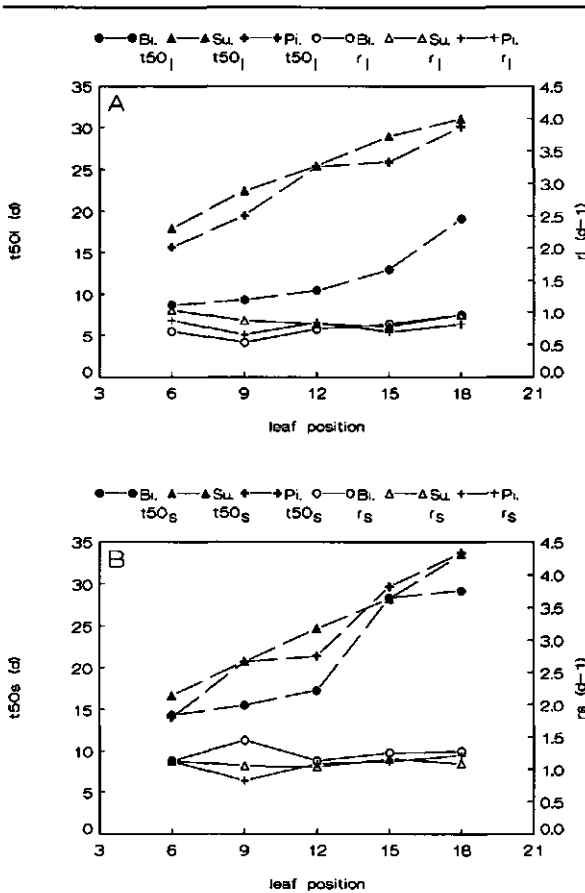 Bi. Su. Pi. Bi. Su. Pi.
t50l t50l t50l rl rl rl
A
35 30 25 20 15 10 5 0
t50l (d)
4.5 4.0 3.5 3.0 2.5 2.0 1.5 1.0 0.5 0.0
rl (d-1)
3 6 9 12 15 18 21
leaf position
Bi. Su. Pi. Bi. Su. Pi.
t50s t50s t50s rs rs rs
B
35 30 25 20 15 10 5 0
t50s (d)
4.5 4.0 3.5 3.0 2.5 2.0 1.5 1.0 0.5 0.0
rs (d-1)
3 6 9 12 15 18 21
leaf position